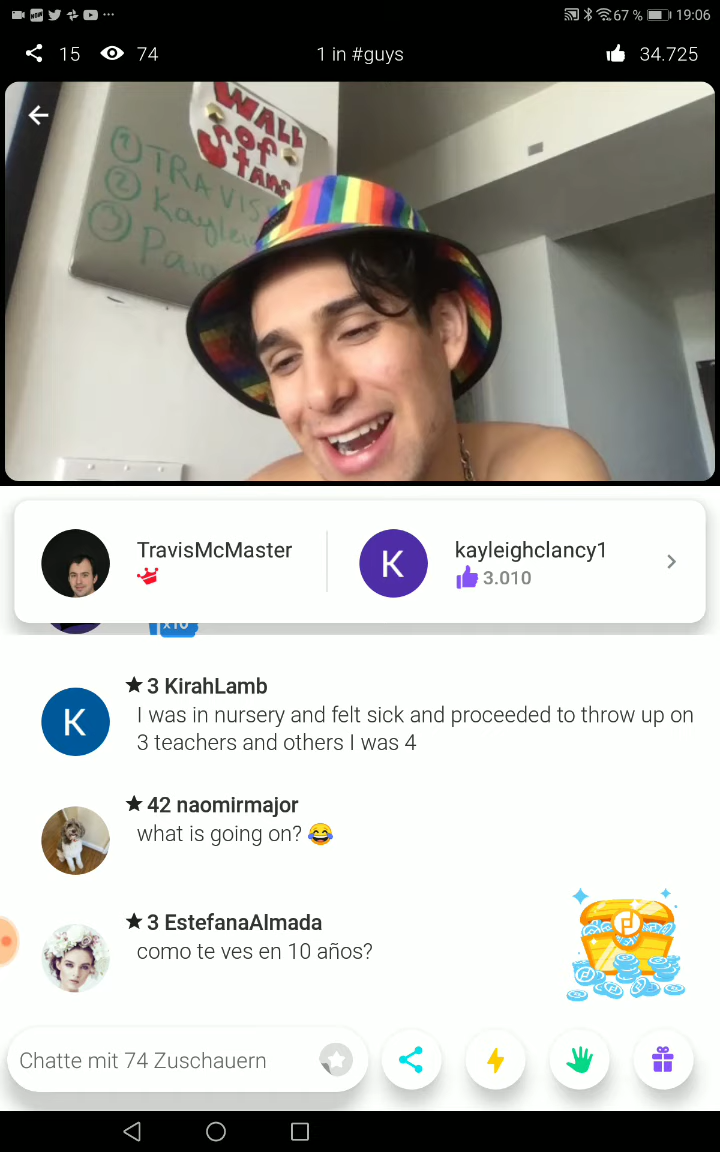 67 % 19:06
15 74 1 in #guys 34.725
WALL
of
Stars
① TRAVIS
② Kaylei
③
TravisMcMaster
K
kayleighclancy1
3.010
x10
★ 3 KirahLamb
K
I was in nursery and felt sick and proceeded to throw up on
3 teachers and others I was 4
★ 42 naomirmajor
what is going on? 😂
★ 3 EstefanaAlmada
como te ves en 10 años?
Chatte mit 74 Zuschauern